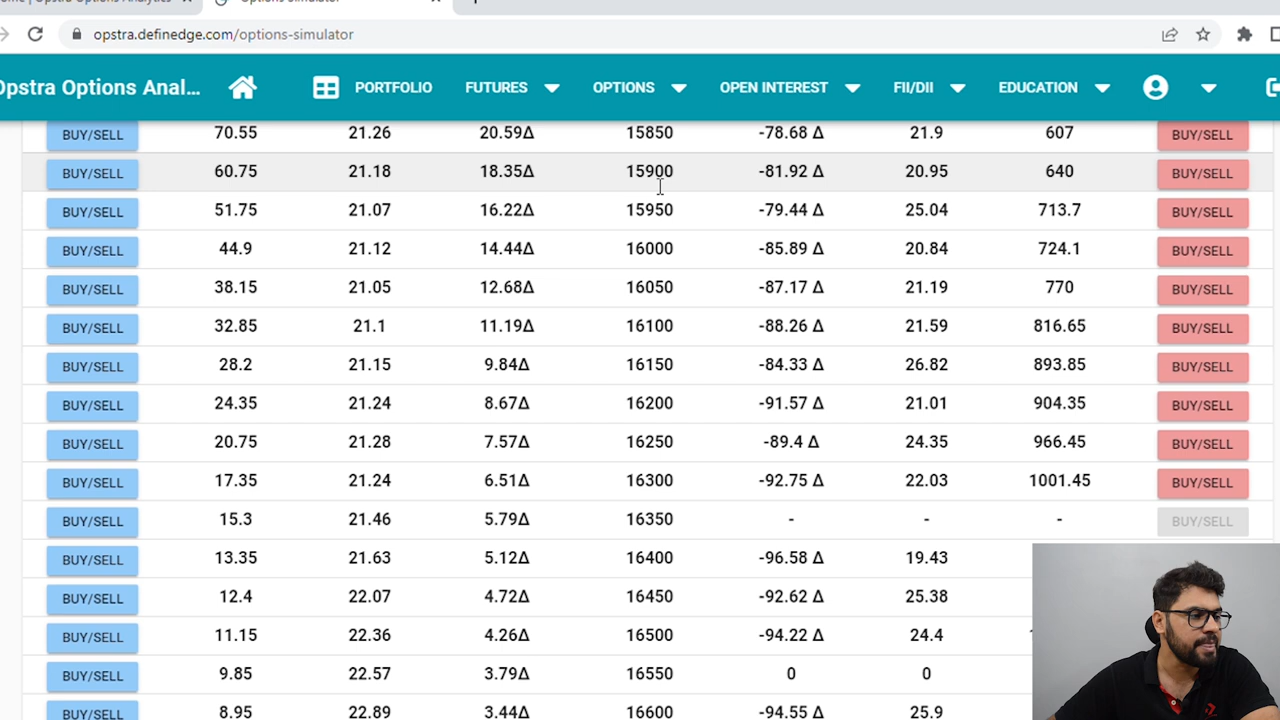 opstra.definedge.com/options-simulator
Opstra Options Anal... PORTFOLIO FUTURES OPTIONS OPEN INTEREST FII/DII EDUCATION
BUY/SELL 70.55 21.26 20.59Δ 15850 -78.68 Δ 21.9 607 BUY/SELL
BUY/SELL 60.75 21.18 18.35Δ 15900 -81.92 Δ 20.95 640 BUY/SELL
BUY/SELL 51.75 21.07 16.22Δ 15950 -79.44 Δ 25.04 713.7 BUY/SELL
BUY/SELL 44.9 21.12 14.44Δ 16000 -85.89 Δ 20.84 724.1 BUY/SELL
BUY/SELL 38.15 21.05 12.68Δ 16050 -87.17 Δ 21.19 770 BUY/SELL
BUY/SELL 32.85 21.1 11.19Δ 16100 -88.26 Δ 21.59 816.65 BUY/SELL
BUY/SELL 28.2 21.15 9.84Δ 16150 -84.33 Δ 26.82 893.85 BUY/SELL
BUY/SELL 24.35 21.24 8.67Δ 16200 -91.57 Δ 21.01 904.35 BUY/SELL
BUY/SELL 20.75 21.28 7.57Δ 16250 -89.4 Δ 24.35 966.45 BUY/SELL
BUY/SELL 17.35 21.24 6.51Δ 16300 -92.75 Δ 22.03 1001.45 BUY/SELL
BUY/SELL 15.3 21.46 5.79Δ 16350 - - - BUY/SELL
BUY/SELL 13.35 21.63 5.12Δ 16400 -96.58 Δ 19.43
BUY/SELL 12.4 22.07 4.72Δ 16450 -92.62 Δ 25.38
BUY/SELL 11.15 22.36 4.26Δ 16500 -94.22 Δ 24.4
BUY/SELL 9.85 22.57 3.79Δ 16550 0 0
BUY/SELL 8.95 22.89 3.44Δ 16600 -94.55 Δ 25.9